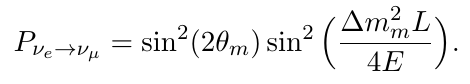 P_{\nu_e \to \nu_\mu} = \sin^2(2\theta_m) \sin^2 \Big( \frac{\Delta m_m^2 L}{4E} \Big).